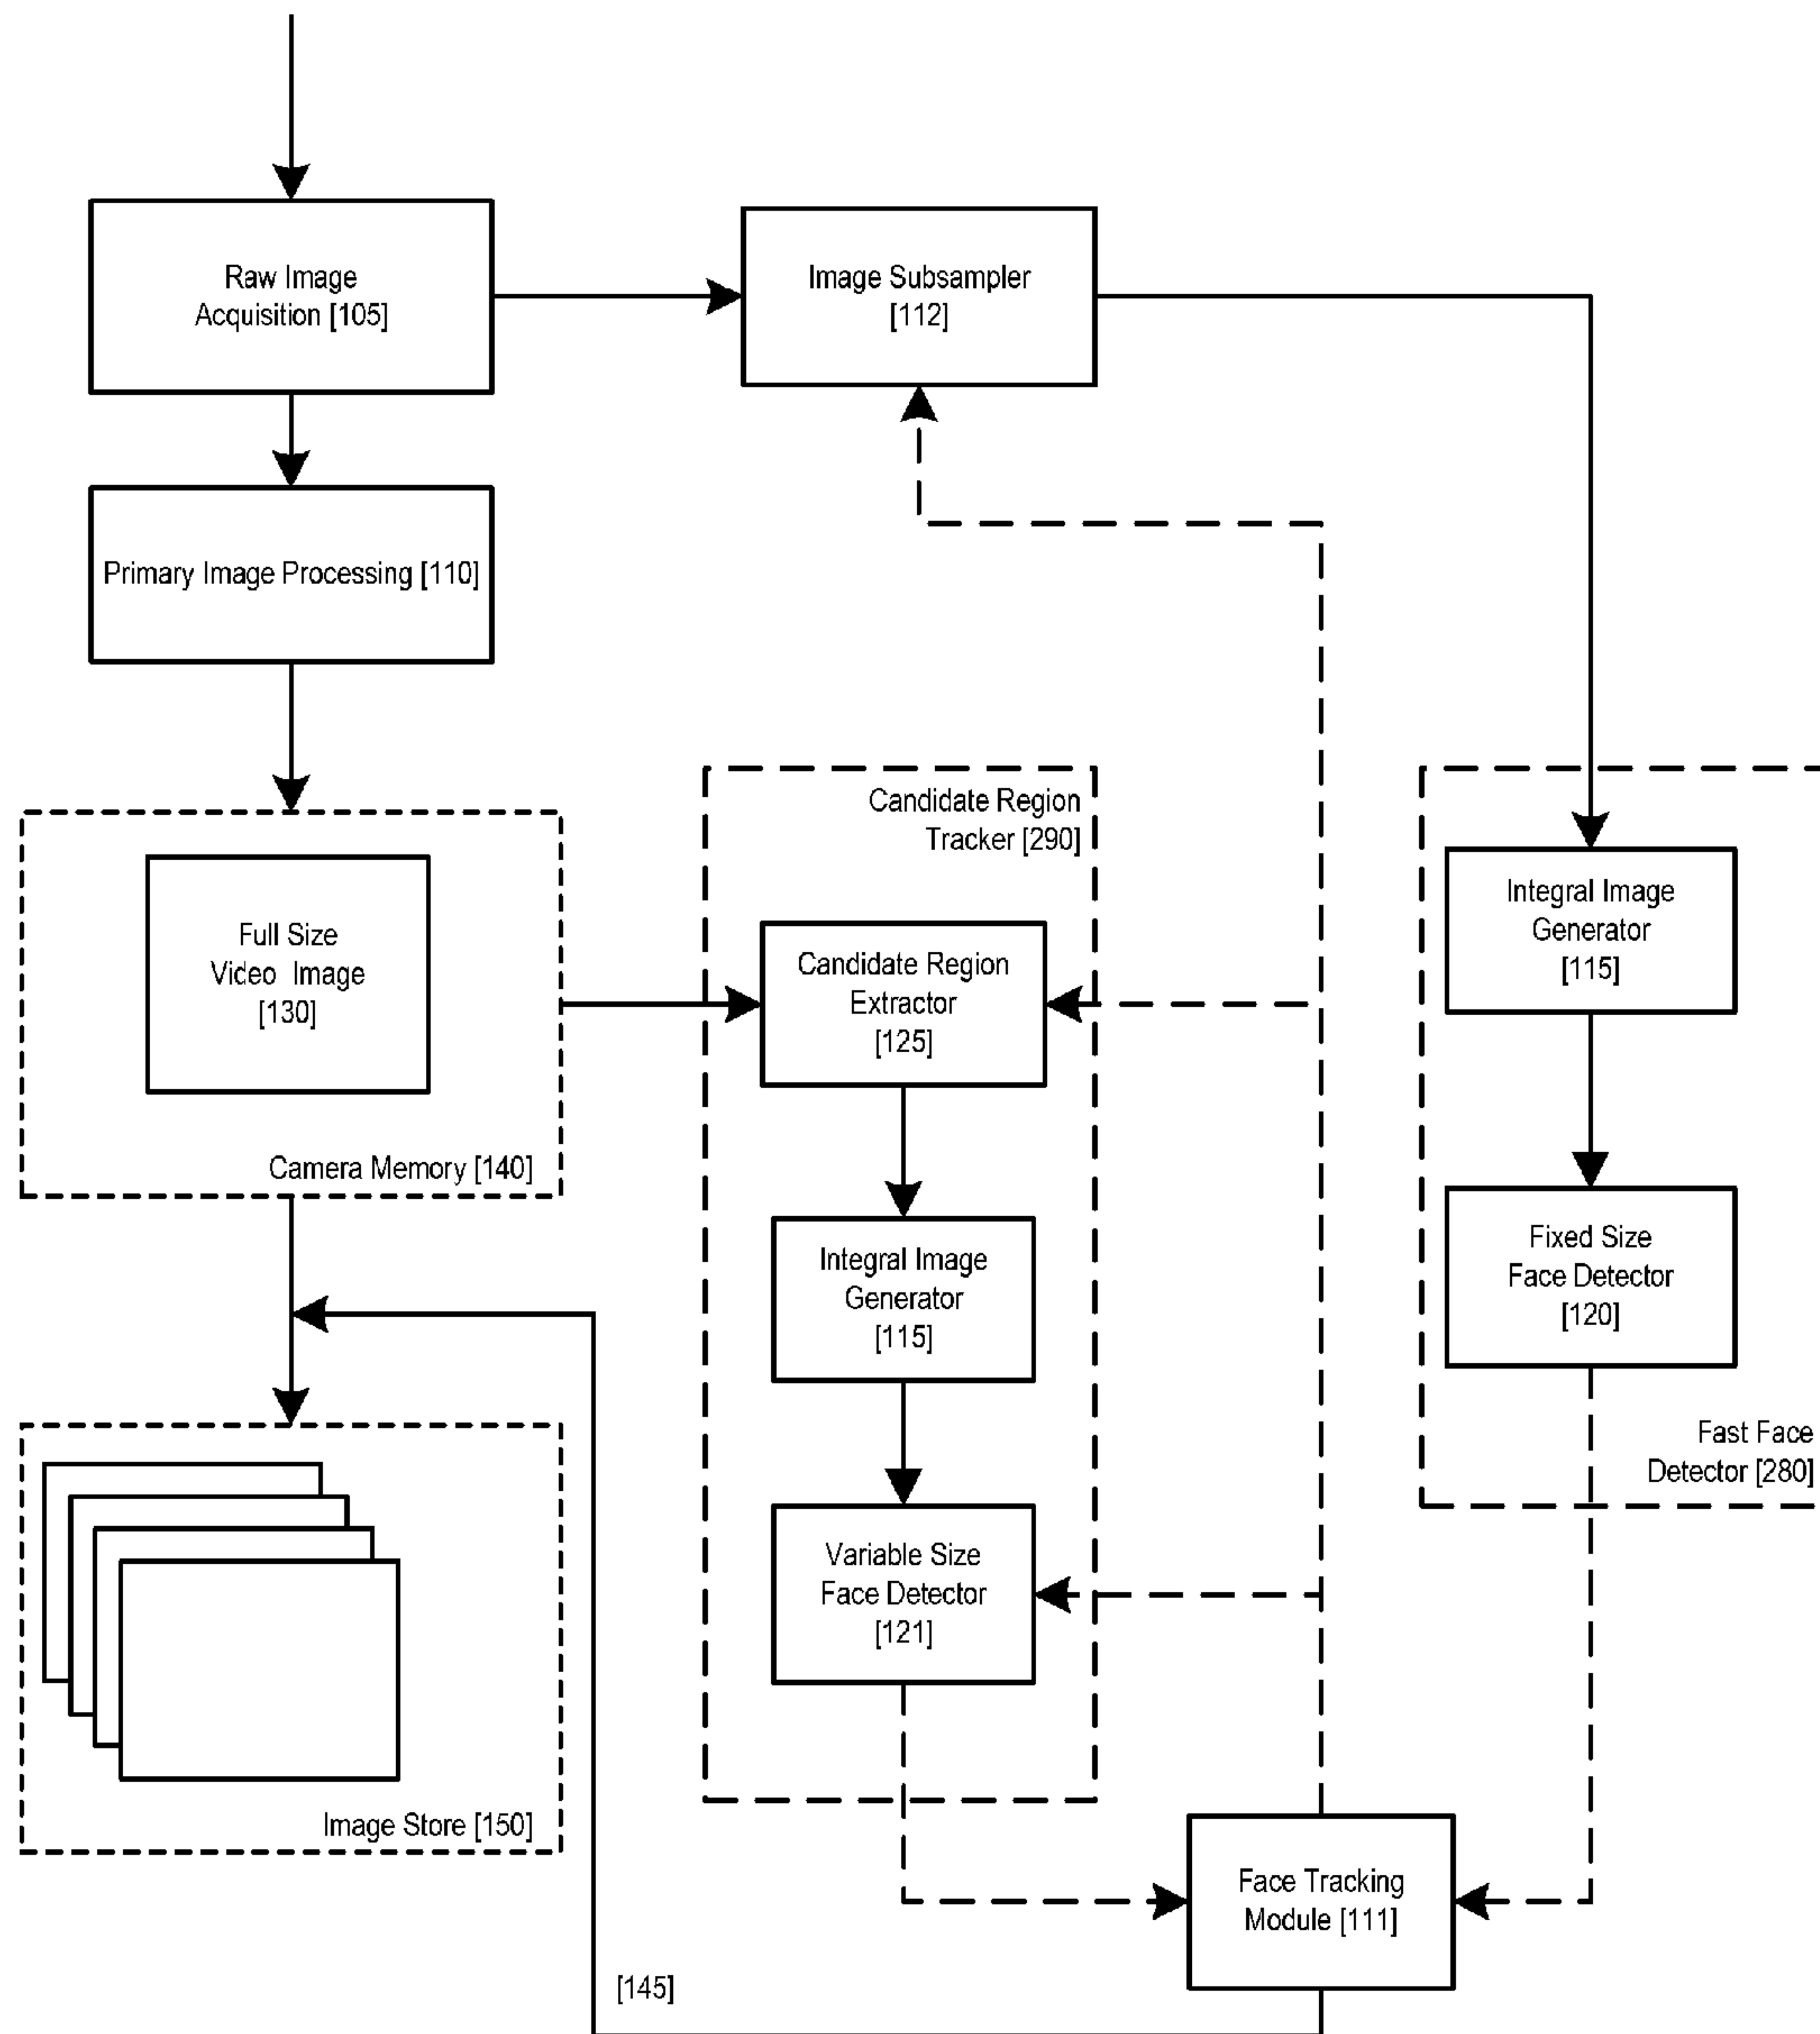 Raw Image
Acquisition [105]
Image Subsampler
[112]
Primary Image Processing [110]
Candidate Region
Tracker [290]
Full Size
Video Image
[130]
Camera Memory [140]
Candidate Region
Extractor
[125]
Integral Image
Generator
[115]
Integral Image
Generator
[115]
Fixed Size
Face Detector
[120]
Fast Face
Detector [280]
Variable Size
Face Detector
[121]
Image Store [150]
Face Tracking
Module [111]
[145]